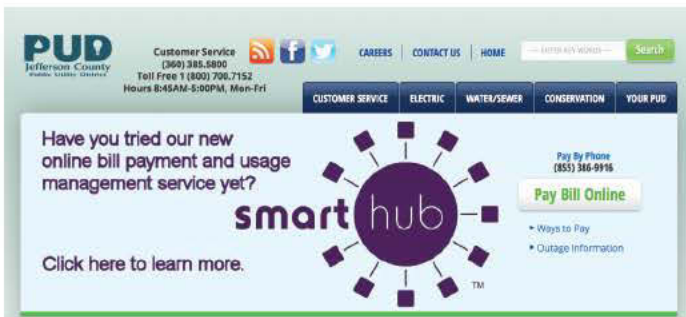 PUD
Jefferson County
Public Utility District
Customer Service
(360) 385.5800
Toll Free 1 (800) 700.7152
Hours 8:45AM-5:00PM, Mon-Fri
CAREERS | CONTACT US | HOME
ENTER KEY WORDS
Search
CUSTOMER SERVICE
ELECTRIC
WATER/SEWER
CONSERVATION
YOUR PUD
Have you tried our new
online bill payment and usage
management service yet?
smart hub
TM
Click here to learn more.
Pay By Phone
(855) 386-9916
Pay Bill Online
Ways to Pay
Outage Information